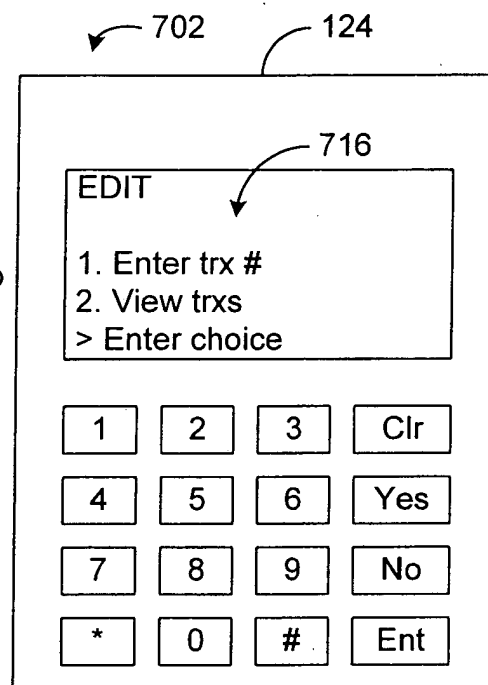 702 124
716
EDIT
1. Enter trx #
2. View trxs
> Enter choice
1 2 3 Clr
4 5 6 Yes
7 8 9 No
* 0 # Ent